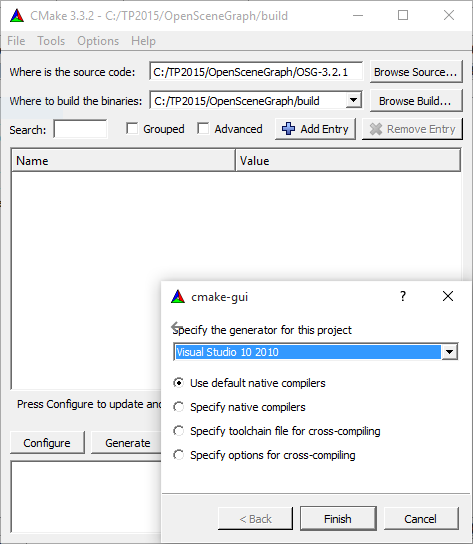 CMake 3.3.2 - C:/TP2015/OpenSceneGraph/build
File Tools Options Help
Where is the source code: C:/TP2015/OpenSceneGraph/OSG-3.2.1 Browse Source...
Where to build the binaries: C:/TP2015/OpenSceneGraph/build Browse Build...
Search: Grouped Advanced Add Entry Remove Entry
Name Value
Press Configure to update and
Configure Generate
cmake-gui ?
Specify the generator for this project
Visual Studio 10 2010
Use default native compilers
Specify native compilers
Specify toolchain file for cross-compiling
Specify options for cross-compiling
< Back Finish Cancel